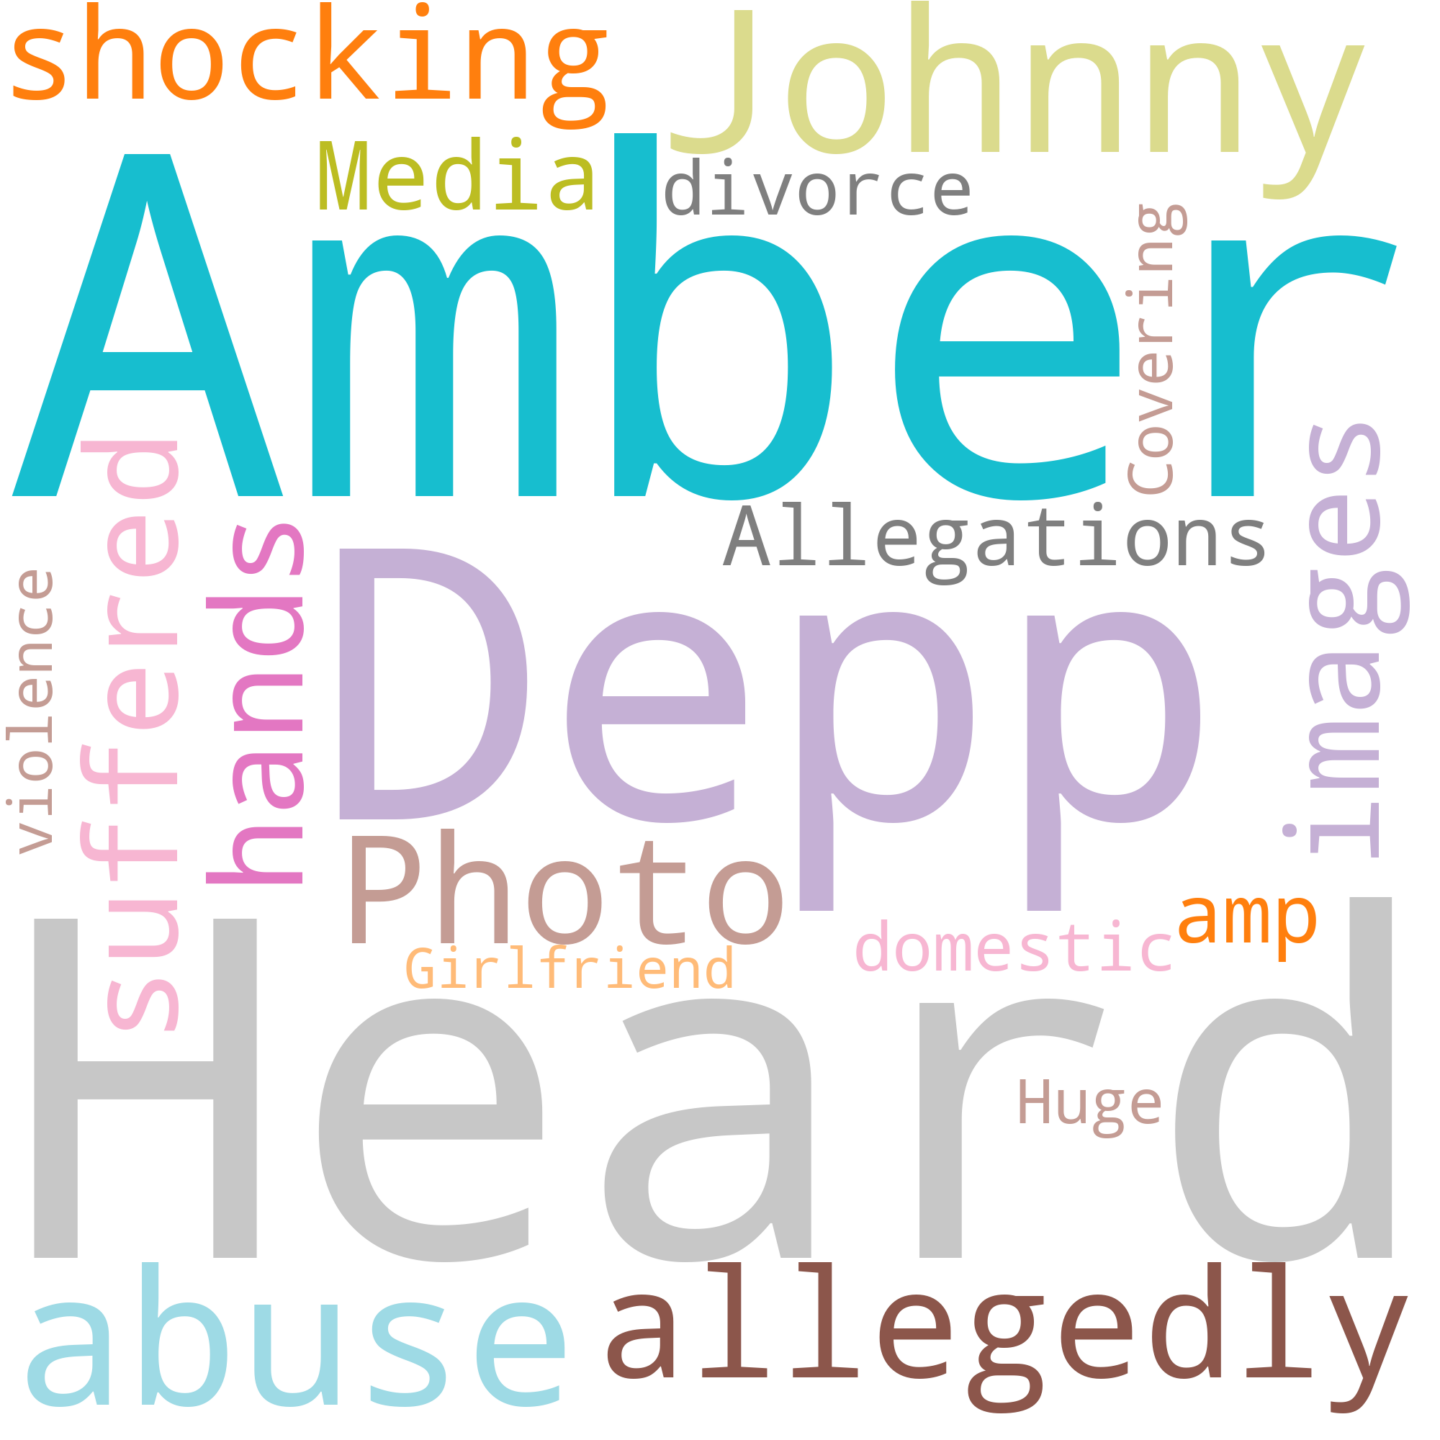 shocking
Johnny
Media
divorce
Amber
Covering
suffered
images
Allegations
hands
Depp
violence
Photo
amp
domestic
Girlfriend
Heard
Huge
abuse
allegedly